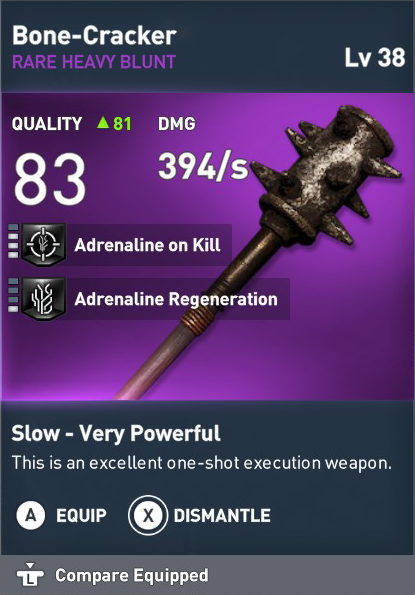 Bone-Cracker
RARE HEAVY BLUNT
Lv 38
QUALITY ▲81 DMG
83 394/s
Adrenaline on Kill
Adrenaline Regeneration
Slow - Very Powerful
This is an excellent one-shot execution weapon.
A EQUIP X DISMANTLE
L Compare Equipped